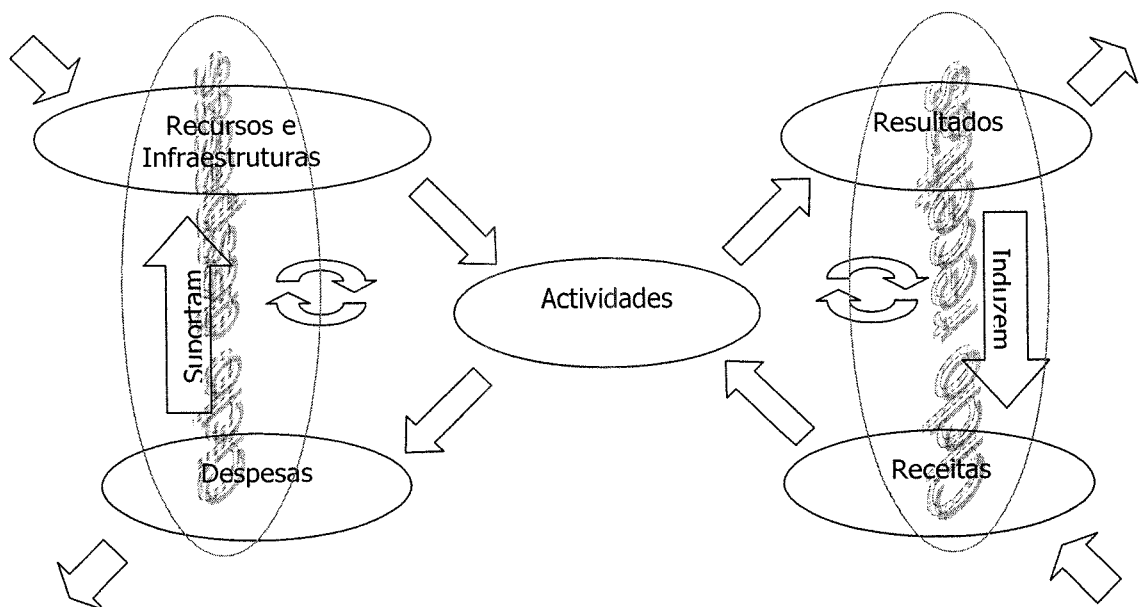 Recursos e
Infraestruturas
Resultados
Suportam
Actividades
Induzem
Despesas
Receitas